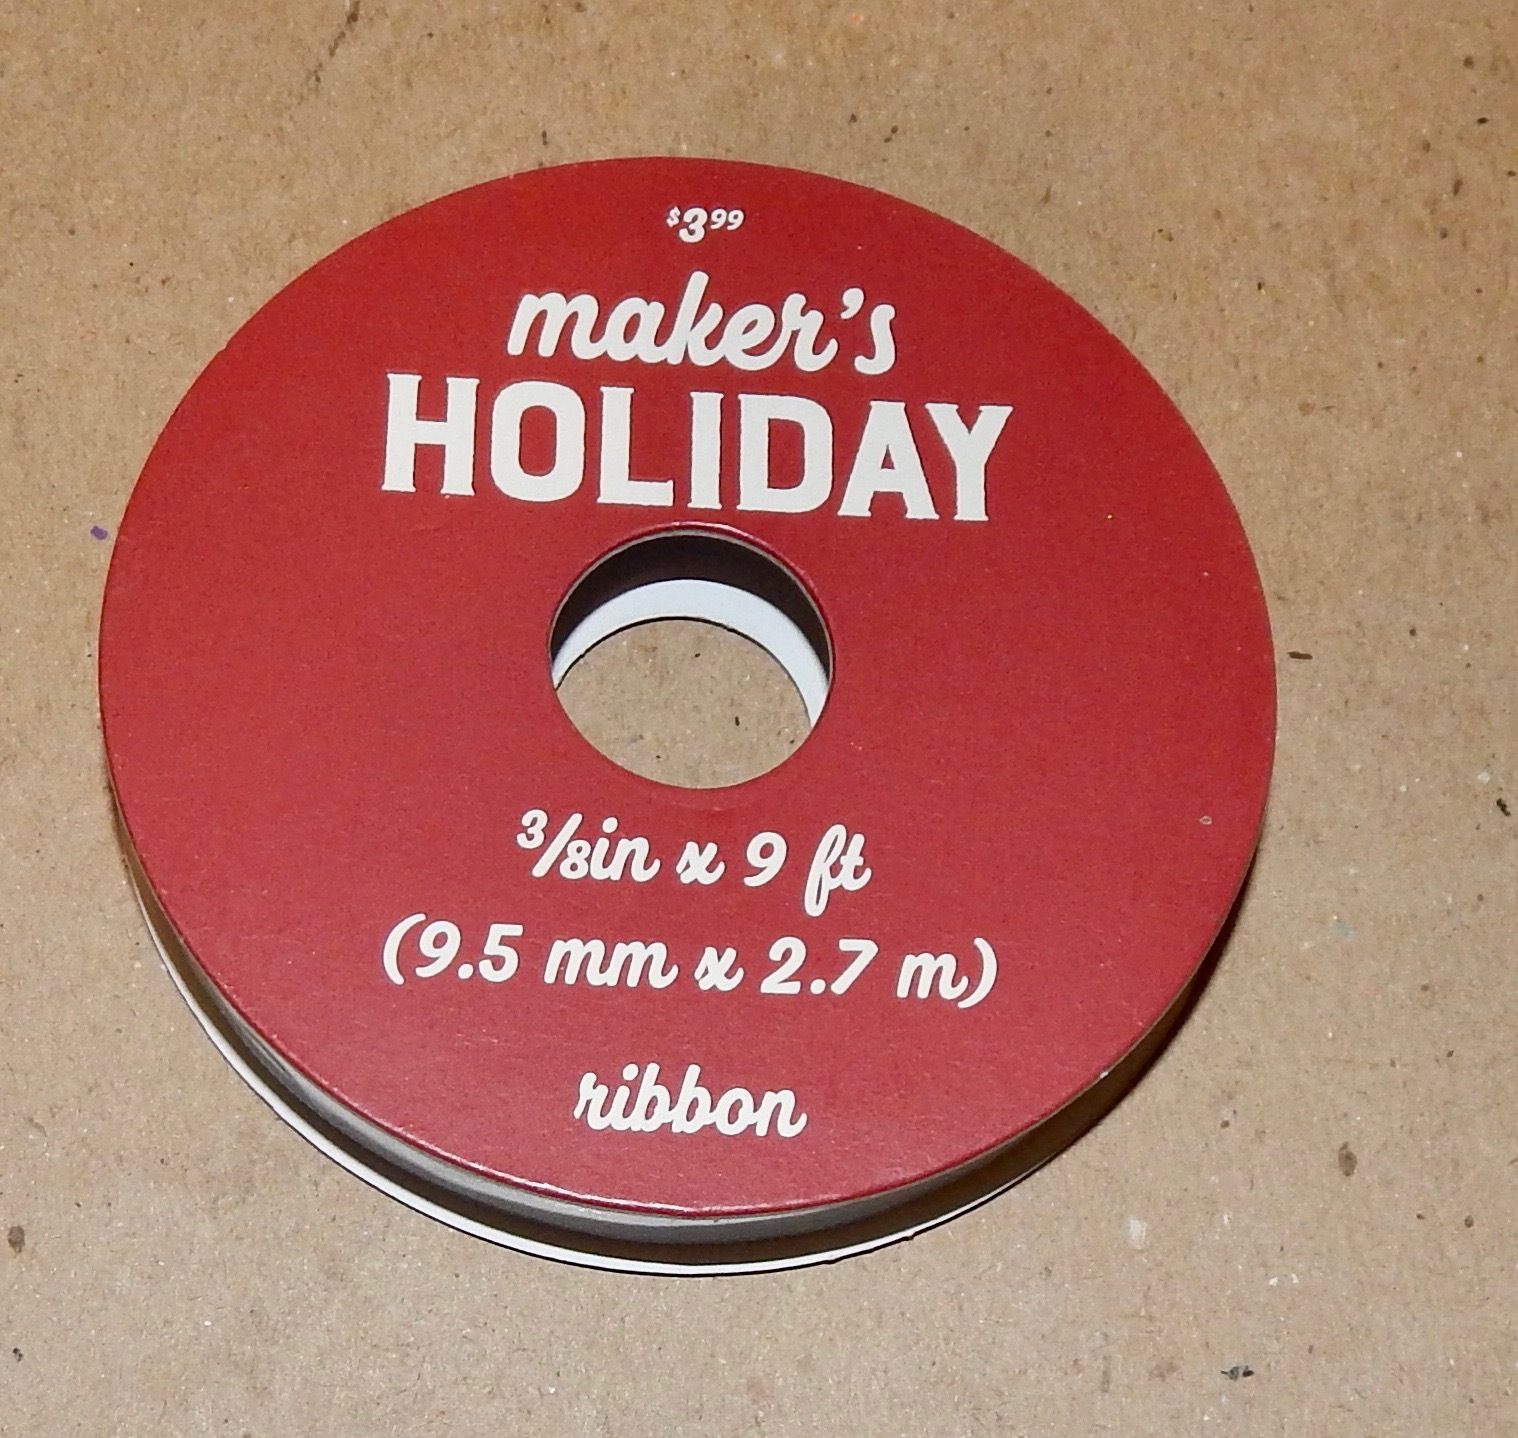 $3.99
maker's
HOLIDAY
3/8in x 9 ft
(9.5 mm x 2.7 m)
ribbon